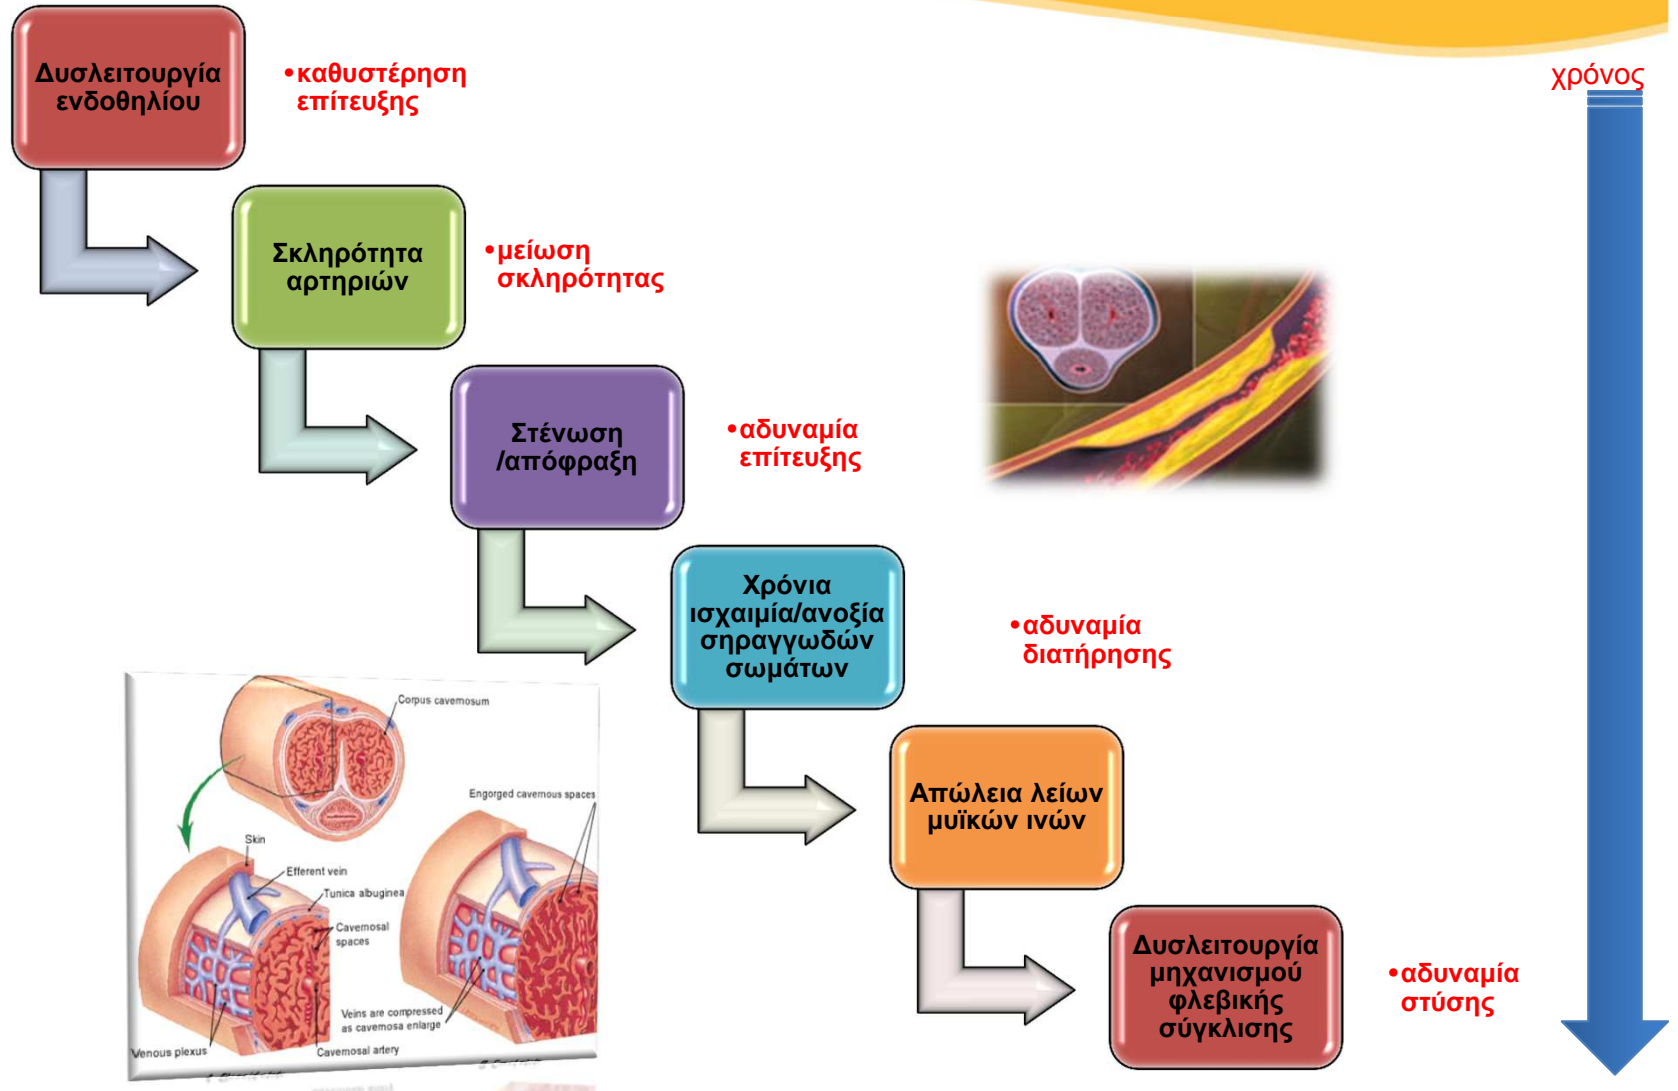 Δυσλειτουργία
ενδοθηλίου
•καθυστέρηση
επίτευξης
χρόνος
Σκληρότητα
αρτηριών
•μείωση
σκληρότητας
Στένωση
/απόφραξη
•αδυναμία
επίτευξης
Χρόνια
ισχαιμία/ανοξία
σηραγγωδών
σωμάτων
•αδυναμία
διατήρησης
Απώλεια λείων
μυϊκών ινών
Δυσλειτουργία
μηχανισμού
φλεβικής
σύγκλισης
•αδυναμία
στύσης
Corpus cavernosum
Engorged cavernous spaces
Skin
Efferent vein
Tunica albuginea
Cavernosal
spaces
Veins are compressed
as cavemosa enlarge
Venous plexus
Cavernosal artery